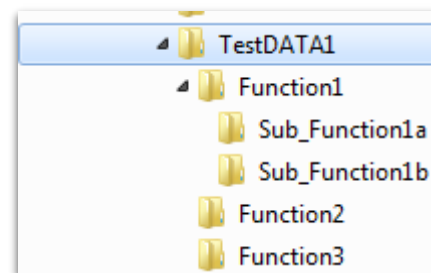 TestDATA1
Function1
Sub_Function1a
Sub_Function1b
Function2
Function3